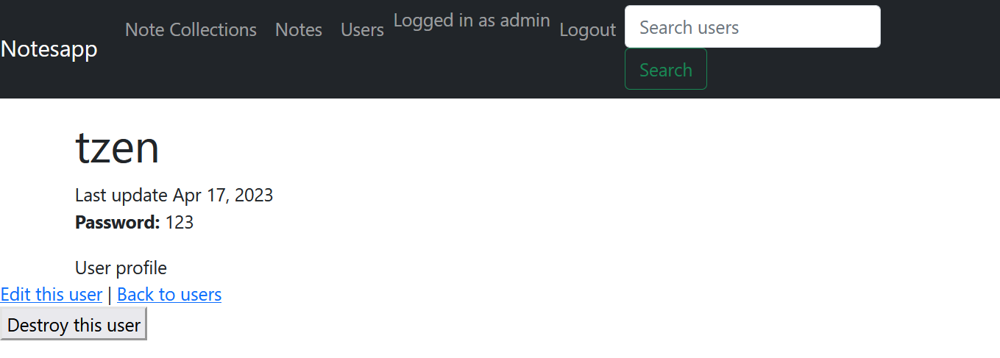 Notesapp
Note Collections Notes Users Logged in as admin Logout Search users
Search
tzen
Last update Apr 17, 2023
Password: 123
User profile
Edit this user | Back to users
Destroy this user